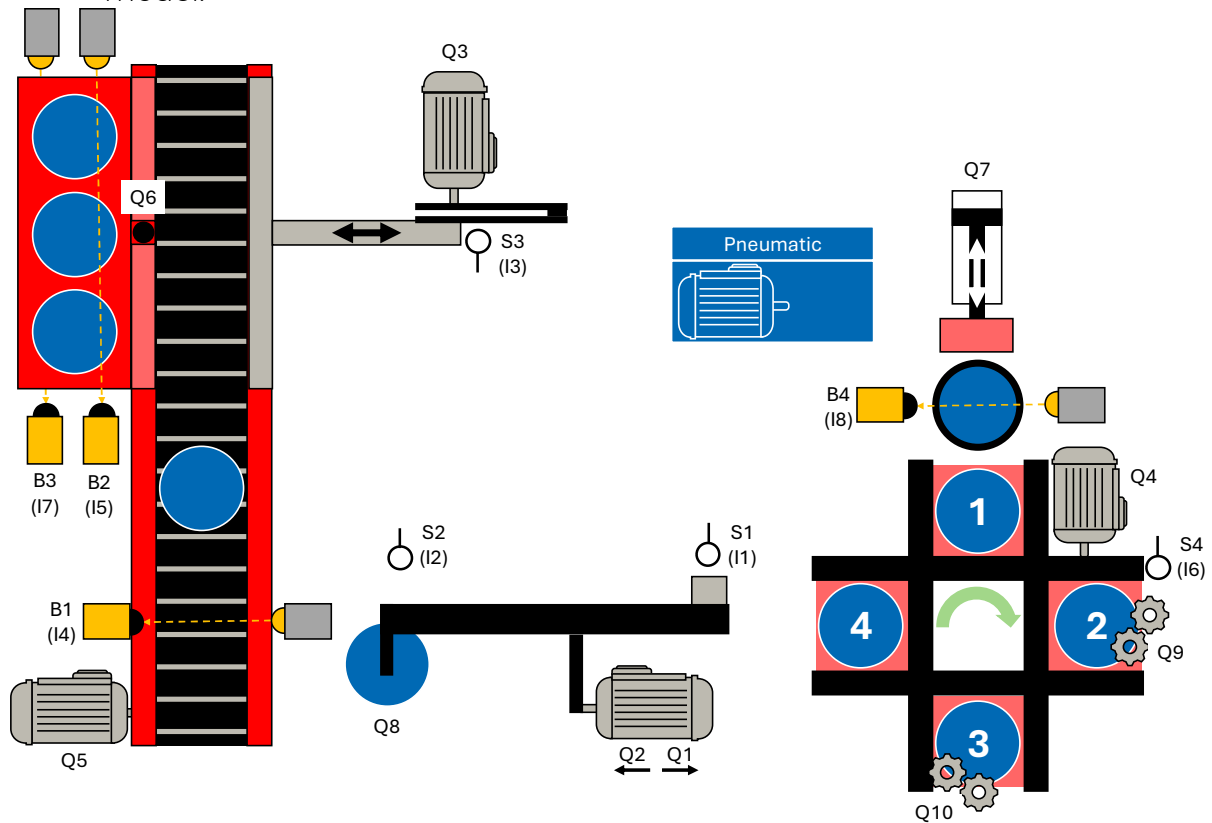 Q3
Q7
Q6
S3
(I3)
Pneumatic
B4
(I8)
B3
(I7)
B2
(I5)
Q4
1
S2
(I2)
S1
(I1)
S4
(I6)
B1
(I4)
4
2
Q9
Q8
Q5
Q2
Q1
3
Q10